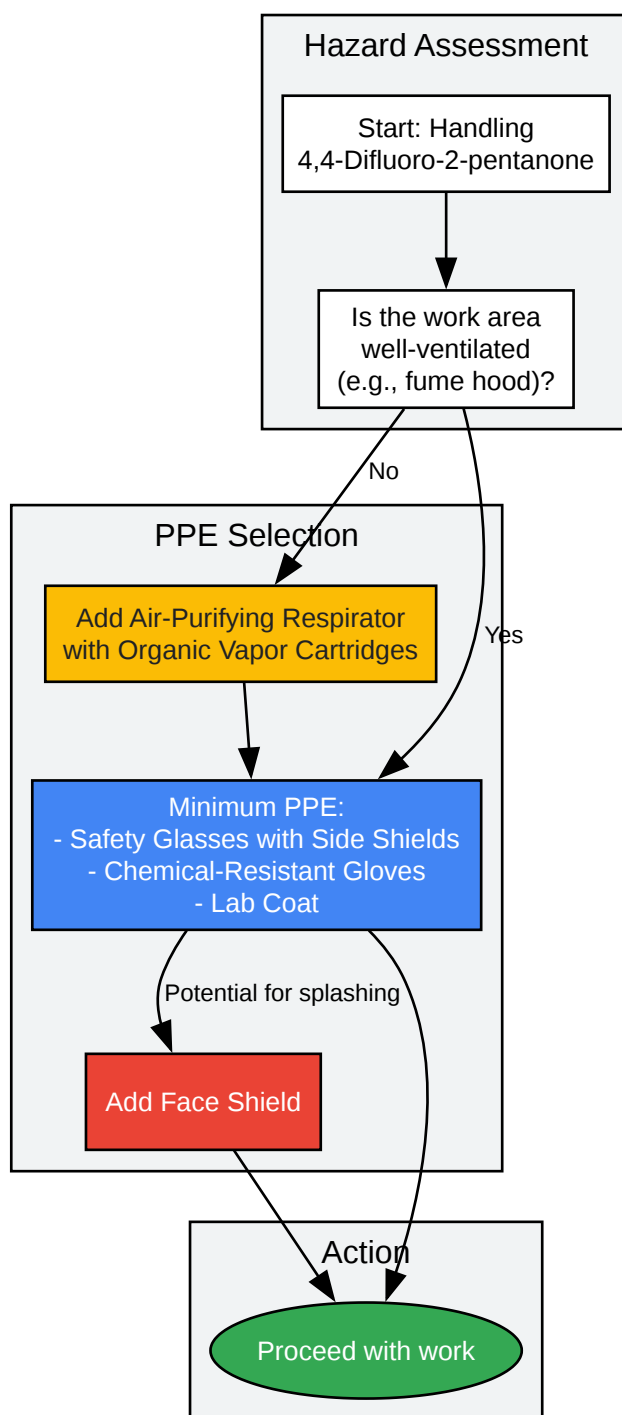 Hazard Assessment
Start: Handling
4,4-Difluoro-2-pentanone
Is the work area
well-ventilated
(e.g., fume hood)?
No
PPE Selection
Add Air-Purifying Respirator
with Organic Vapor Cartridges
Yes
Minimum PPE:
- Safety Glasses with Side Shields
- Chemical-Resistant Gloves
- Lab Coat
Potential for splashing
Add Face Shield
Action
Proceed with work